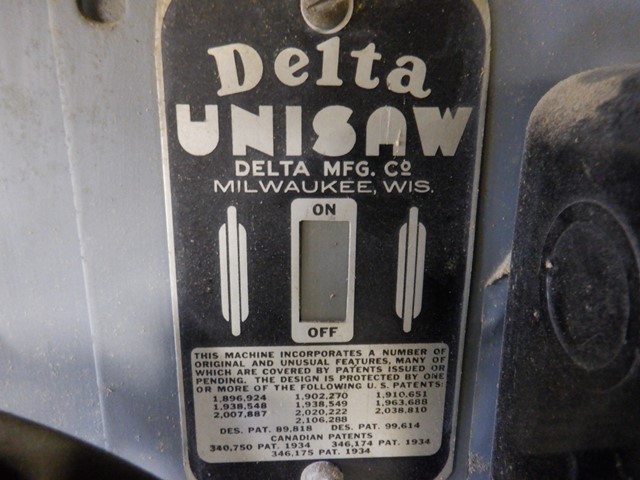 Delta
UNISAW
DELTA MFG. Cº
MILWAUKEE, WIS.
ON
OFF
THIS MACHINE INCORPORATES A NUMBER OF
ORIGINAL AND UNUSUAL FEATURES, MANY OF
WHICH ARE COVERED BY PATENTS ISSUED OR
PENDING. THE DESIGN IS PROTECTED BY ONE
OR MORE OF THE FOLLOWING U.S. PATENTS:
1,896,924 1,902,270 1,910,651
1,938,548 1,938,549 1,963,688
2,007,887 2,020,222 2,038,810
2,106,288
DES. PAT. 89,818 DES. PAT. 99,614
CANADIAN PATENTS
340,750 PAT. 1934 346,174 PAT. 1934
346,175 PAT. 1934